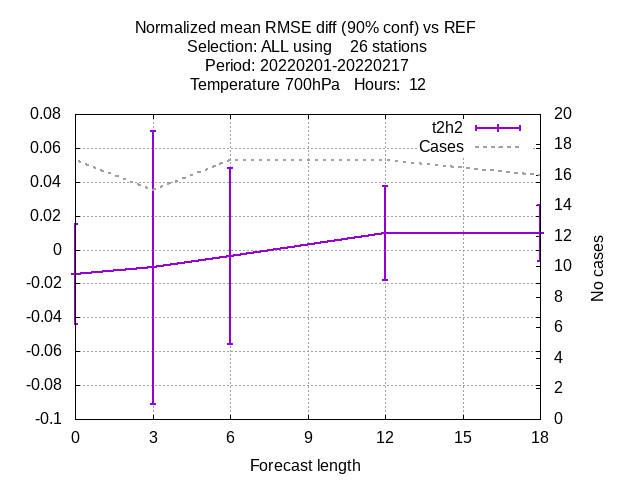 Normalized mean RMSE diff (90% conf) vs REF
Selection: ALL using    26 stations
Period: 20220201-20220217
Temperature 700hPa   Hours:  12
t2h2
Cases
0.08
0.06
0.04
0.02
0
-0.02
-0.04
-0.06
-0.08
-0.1
20
18
16
14
12
10
8
6
4
2
0
No cases
0 3 6 9 12 15 18
Forecast length